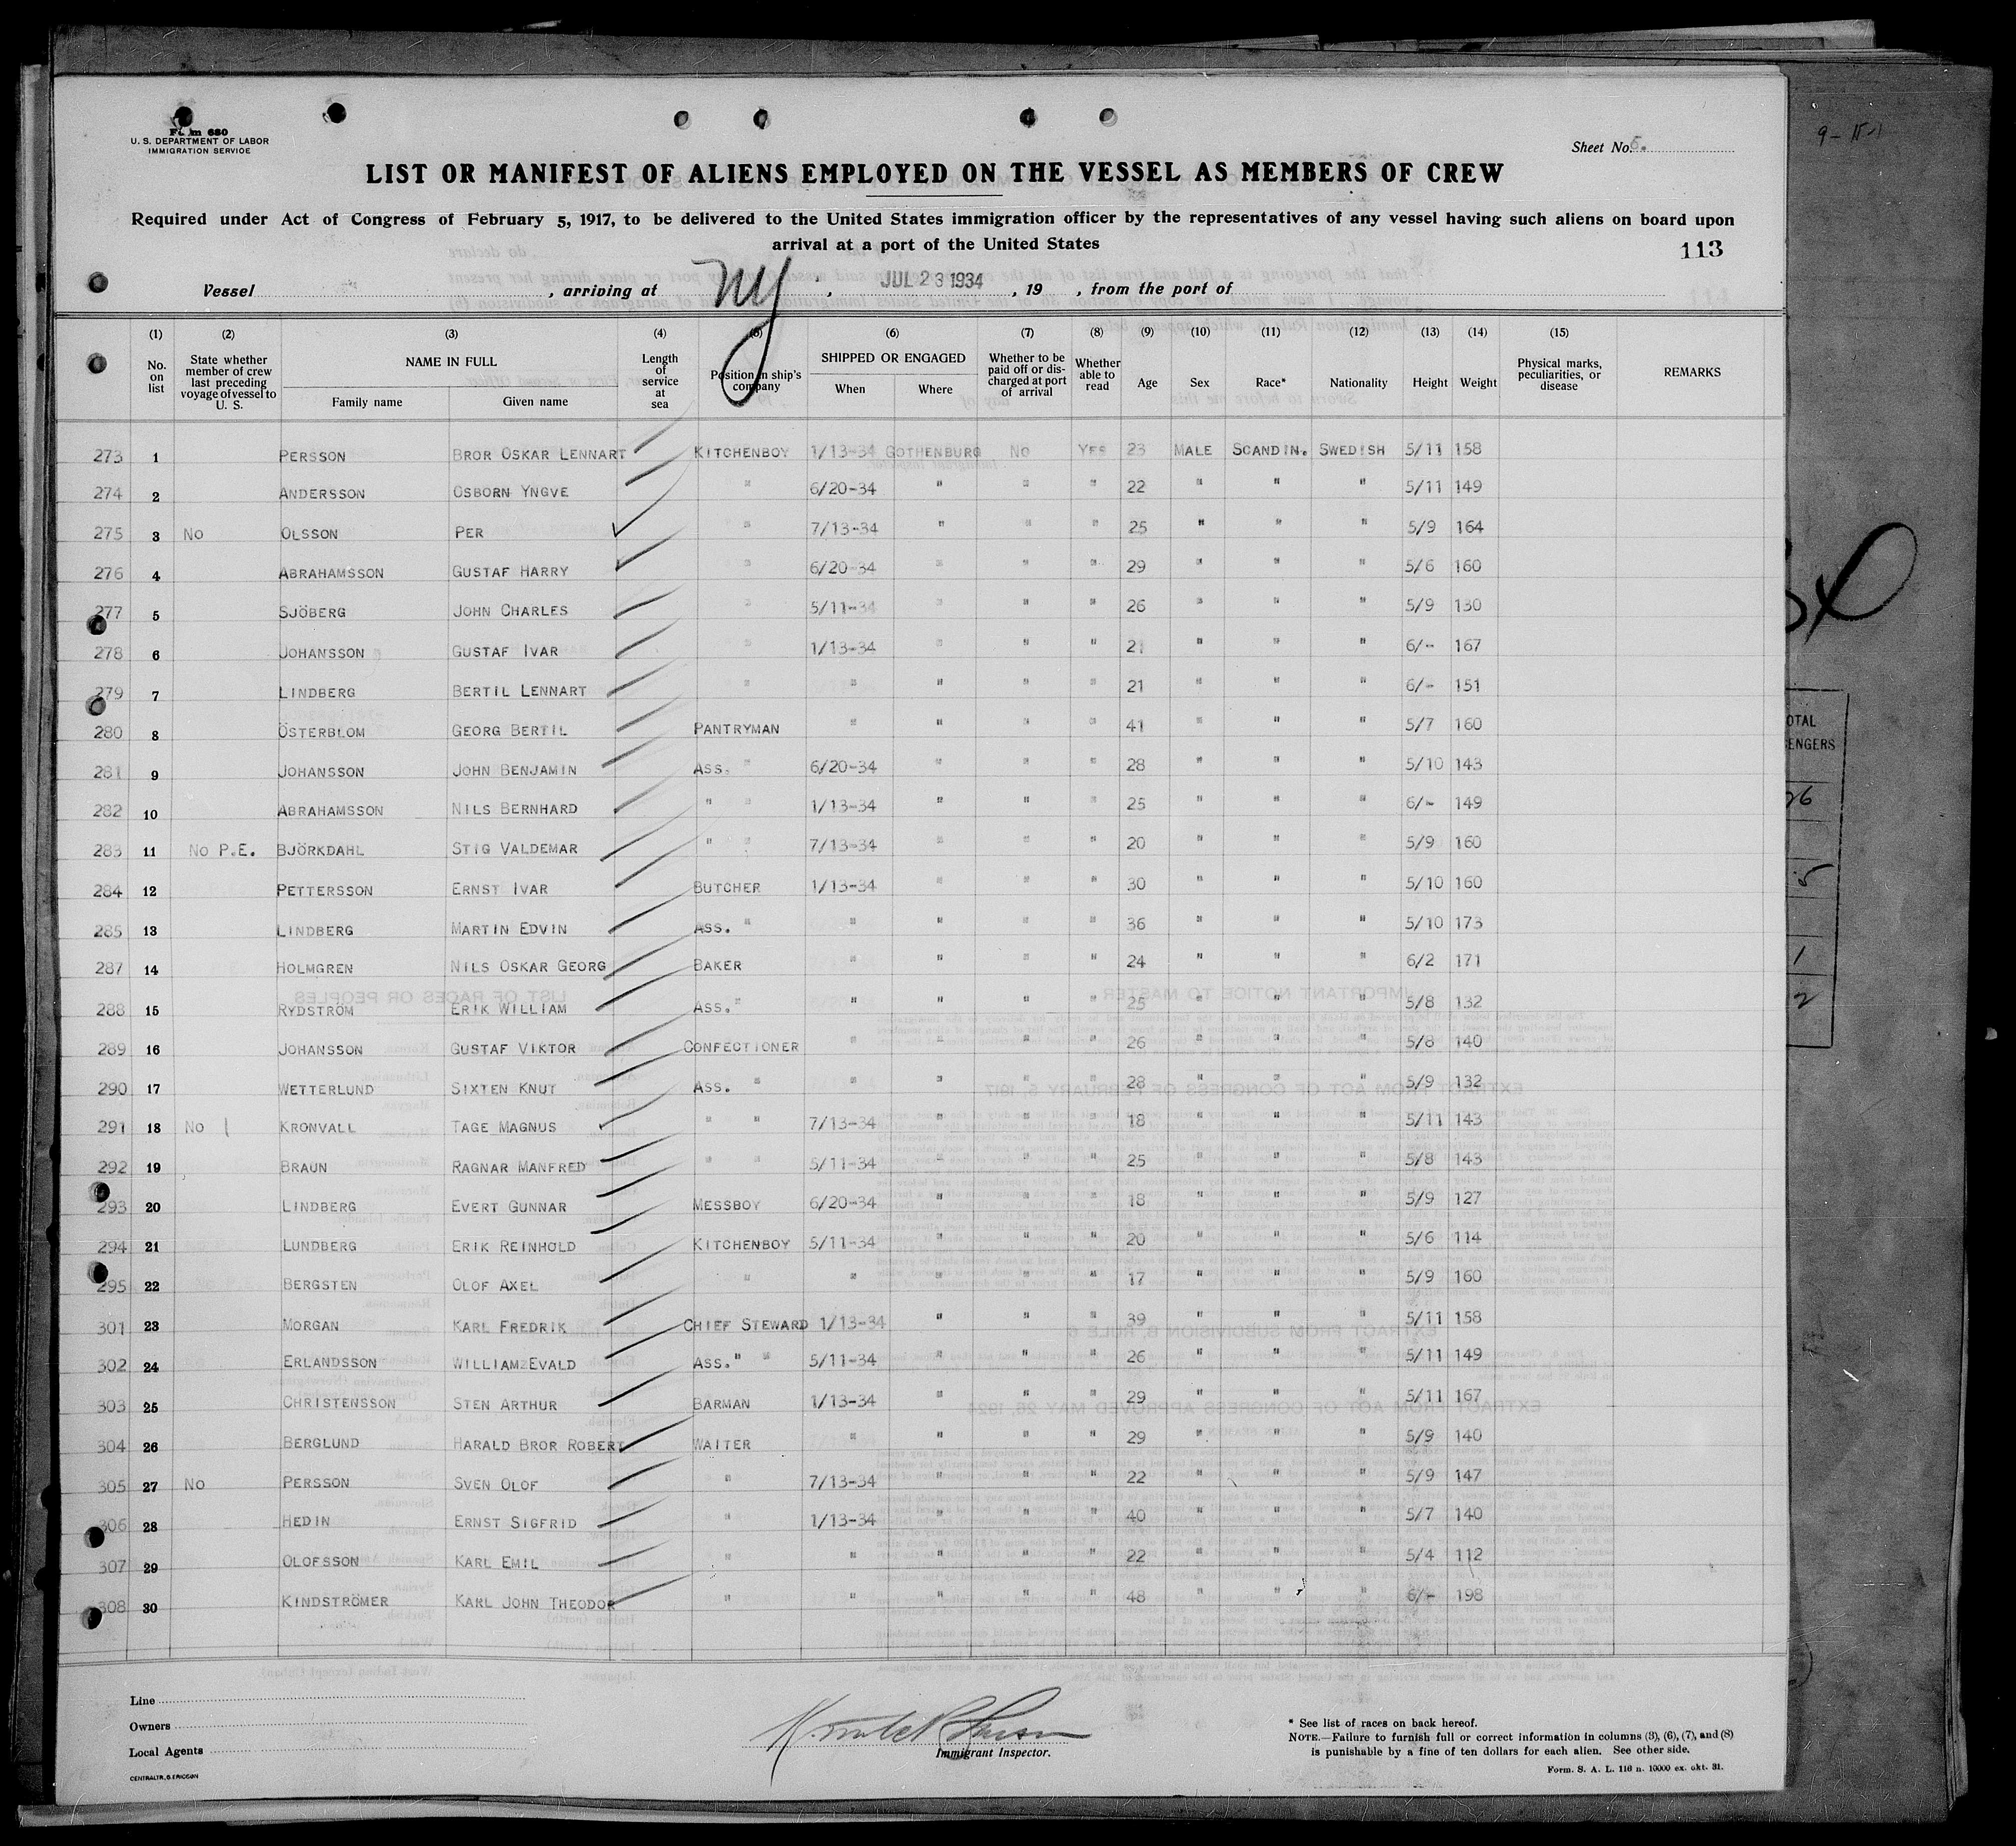 9-15-1
Form 680
U. S. DEPARTMENT OF LABOR
IMMIGRATION SERVICE
Sheet No. 6.
LIST OR MANIFEST OF ALIENS EMPLOYED ON THE VESSEL AS MEMBERS OF CREW
Required under Act of Congress of February 5, 1917, to be delivered to the United States immigration officer by the representatives of any vessel having such aliens on board upon
arrival at a port of the United States
113
Vessel , arriving at NY , JUL 23 1934 , 19 , from the port of
(1) (2) (3) (4) (5) (6) (7) (8) (9) (10) (11) (12) (13) (14) (15)
No. on list State whether member of crew last preceding voyage of vessel to U. S. NAME IN FULL Family name Given name Length of service at sea Position in ship's company SHIPPED OR ENGAGED When Where Whether to be paid off or discharged at port of arrival Whether able to read Age Sex Race* Nationality Height Weight Physical marks, peculiarities, or disease REMARKS
273 1 PERSSON BROR OSKAR LENNART KITCHENBOY 1/13-34 GOTHENBURG NO YES 23 MALE SCANDIN. SWEDISH 5/11 158
274 2 ANDERSSON OSBORN YNGVE " 6/20-34 " " " 22 " " " 5/11 149
275 3 NO OLSSON PER " 7/13-34 " " " 25 " " " 5/9 164
276 4 ABRAHAMSSON GUSTAF HARRY " 6/20-34 " " " 29 " " " 5/6 160
277 5 SJÖBERG JOHN CHARLES " 5/11-34 " " " 26 " " " 5/9 130
278 6 JOHANSSON GUSTAF IVAR " 1/13-34 " " " 21 " " " 6/- 167
279 7 LINDBERG BERTIL LENNART " " " " " 21 " " " 6/- 151
280 8 ÖSTERBLOM GEORG BERTIL PANTRYMAN " " " " 41 " " " 5/7 160
281 9 JOHANSSON JOHN BENJAMIN ASS. " 6/20-34 " " " 28 " " " 5/10 143
282 10 ABRAHAMSSON NILS BERNHARD " " 1/13-34 " " " 25 " " " 6/- 149
283 11 NO P.E. BJÖRKDAHL STIG VALDEMAR " " 7/13-34 " " " 20 " " " 5/9 160
284 12 PETTERSSON ERNST IVAR BUTCHER 1/13-34 " " " 30 " " " 5/10 160
285 13 LINDBERG MARTIN EDVIN ASS. " " " " " 36 " " " 5/10 173
287 14 HOLMGREN NILS OSKAR GEORG BAKER " " " " 24 " " " 6/2 171
288 15 RYDSTRÖM ERIK WILLIAM ASS. " " " " " 25 " " " 5/8 132
289 16 JOHANSSON GUSTAF VIKTOR CONFECTIONER " " " " 26 " " " 5/8 140
290 17 WETTERLUND SIXTEN KNUT ASS. " " " " " 28 " " " 5/9 132
291 18 NO KRONVALL TAGE MAGNUS " " 7/13-34 " " " 18 " " " 5/11 143
292 19 BRAUN RAGNAR MANFRED " " 5/11-34 " " " 25 " " " 5/8 143
293 20 LINDBERG EVERT GUNNAR MESSBOY 6/20-34 " " " 18 " " " 5/9 127
294 21 LUNDBERG ERIK REINHOLD KITCHENBOY 5/11-34 " " " 20 " " " 5/6 114
295 22 BERGSTEN OLOF AXEL " " " " " 17 " " " 5/9 160
301 23 MORGAN KARL FREDRIK CHIEF STEWARD 1/13-34 " " " 39 " " " 5/11 158
302 24 ERLANDSSON WILLIAM EVALD ASS. " " 5/11-34 " " " 26 " " " 5/11 149
303 25 CHRISTENSSON STEN ARTHUR BARMAN 1/13-34 " " " 29 " " " 5/11 167
304 26 BERGLUND HARALD BROR ROBERT WAITER " " " " 29 " " " 5/9 140
305 27 NO PERSSON SVEN OLOF " 7/13-34 " " " 22 " " " 5/9 147
306 28 HEDIN ERNST SIGFRID " 1/13-34 " " " 40 " " " 5/7 140
307 29 OLOFSSON KARL EMIL " " " " " 22 " " " 5/4 112
308 30 KINDSTRÖMER KARL JOHN THEODOR " " " " " 48 " " " 6/- 198
Line
Owners
Local Agents
CENTRALTR., G. ERICSON
Immigrant Inspector.
* See list of races on back hereof.
NOTE.—Failure to furnish full or correct information in columns (3), (6), (7), and (8)
is punishable by a fine of ten dollars for each alien. See other side.
Form. S. A. L. 116 n. 10000 ex. okt. 31.